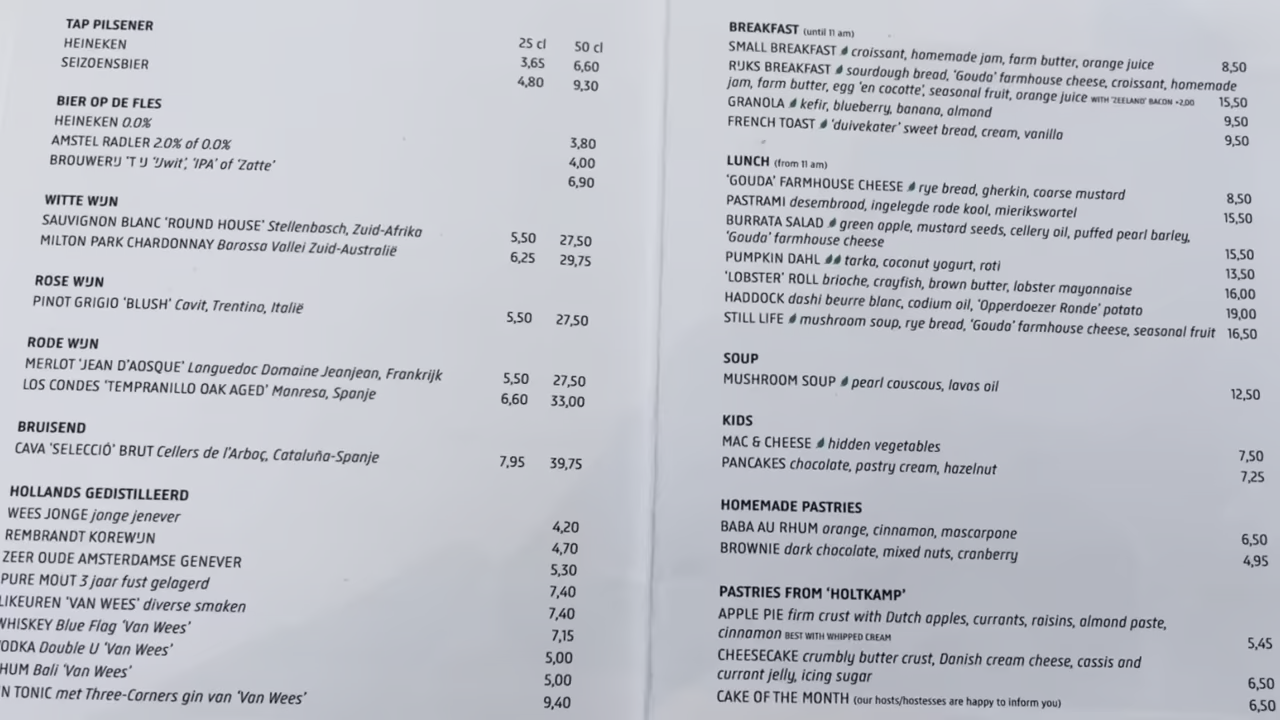 TAP PILSENER
25 cl 50 cl
HEINEKEN 3,65 6,60
SEIZOENSBIER 4,80 9,30
BIER OP DE FLES
HEINEKEN 0.0% 3,80
AMSTEL RADLER 2.0% of 0.0% 4,00
BROUWERIJ 'T IJ 'IJwit', 'IPA' of 'Zatte' 6,90
WITTE WIJN
SAUVIGNON BLANC 'ROUND HOUSE' Stellenbosch, Zuid-Afrika 5,50 27,50
MILTON PARK CHARDONNAY Barossa Vallei Zuid-Australië 6,25 29,75
ROSE WIJN
PINOT GRIGIO 'BLUSH' Cavit, Trentino, Italië 5,50 27,50
RODE WIJN
MERLOT 'JEAN D'AOSQUE' Languedoc Domaine Jeanjean, Frankrijk 5,50 27,50
LOS CONDES 'TEMPRANILLO OAK AGED' Manresa, Spanje 6,60 33,00
BRUISEND
CAVA 'SELECCIÓ' BRUT Cellers de l'Arboç, Cataluña-Spanje 7,95 39,75
HOLLANDS GEDISTILLEERD
WEES JONGE jonge jenever 4,20
REMBRANDT KOREWIJN 4,70
ZEER OUDE AMSTERDAMSE GENEVER 5,30
PURE MOUT 3 jaar fust gelagerd 7,40
LIKEUREN 'VAN WEES' diverse smaken 7,40
WHISKEY Blue Flag 'Van Wees' 7,15
ODKA Double U 'Van Wees' 5,00
HUM Bali 'Van Wees' 5,00
N TONIC met Three-Corners gin van 'Van Wees' 9,40
BREAKFAST (until 11 am)
SMALL BREAKFAST croissant, homemade jam, farm butter, orange juice 8,50
RIJKS BREAKFAST sourdough bread, 'Gouda' farmhouse cheese, croissant, homemade
jam, farm butter, egg 'en cocotte', seasonal fruit, orange juice WITH 'ZEELAND' BACON +2,00 15,50
GRANOLA kefir, blueberry, banana, almond 9,50
FRENCH TOAST 'duivekater' sweet bread, cream, vanilla 9,50
LUNCH (from 11 am)
'GOUDA' FARMHOUSE CHEESE rye bread, gherkin, coarse mustard 8,50
PASTRAMI desembrood, ingelegde rode kool, mierikswortel 15,50
BURRATA SALAD green apple, mustard seeds, cellery oil, puffed pearl barley,
'Gouda' farmhouse cheese 15,50
PUMPKIN DAHL tarka, coconut yogurt, roti 13,50
'LOBSTER' ROLL brioche, crayfish, brown butter, lobster mayonnaise 16,00
HADDOCK dashi beurre blanc, codium oil, 'Opperdoezer Ronde' potato 19,00
STILL LIFE mushroom soup, rye bread, 'Gouda' farmhouse cheese, seasonal fruit 16,50
SOUP
MUSHROOM SOUP pearl couscous, lavas oil 12,50
KIDS
MAC & CHEESE hidden vegetables 7,50
PANCAKES chocolate, pastry cream, hazelnut 7,25
HOMEMADE PASTRIES
BABA AU RHUM orange, cinnamon, mascarpone 6,50
BROWNIE dark chocolate, mixed nuts, cranberry 4,95
PASTRIES FROM 'HOLTKAMP'
APPLE PIE firm crust with Dutch apples, currants, raisins, almond paste,
cinnamon BEST WITH WHIPPED CREAM 5,45
CHEESECAKE crumbly butter crust, Danish cream cheese, cassis and
currant jelly, icing sugar 6,50
CAKE OF THE MONTH (our hosts/hostesses are happy to inform you) 6,50